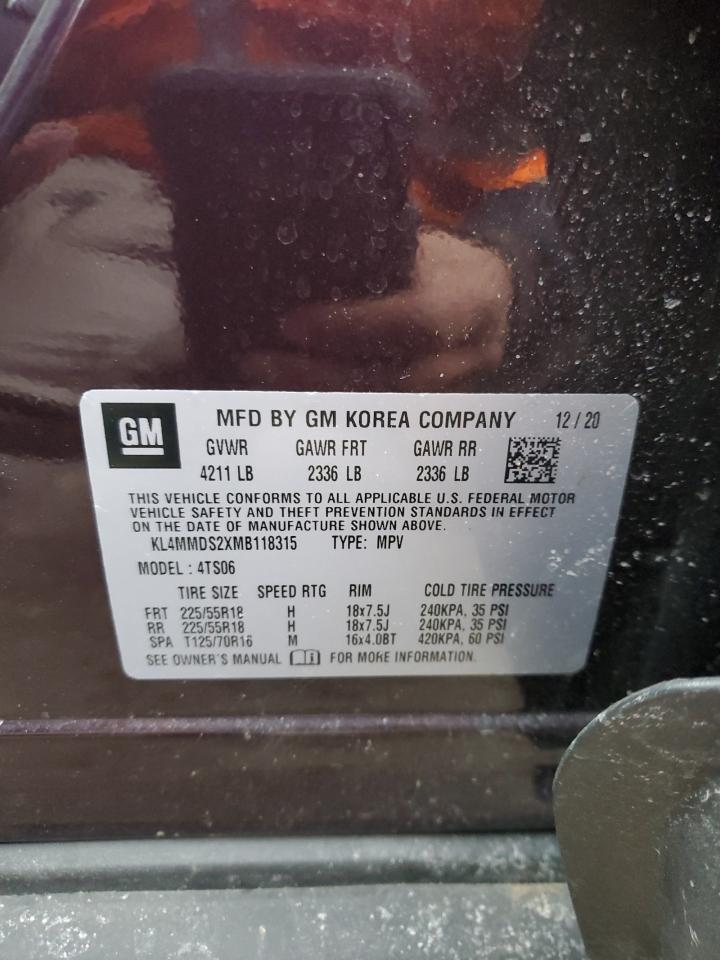 GM MFD BY GM KOREA COMPANY 12 / 20
GVWR GAWR FRT GAWR RR
4211 LB 2336 LB 2336 LB
THIS VEHICLE CONFORMS TO ALL APPLICABLE U.S. FEDERAL MOTOR
VEHICLE SAFETY AND THEFT PREVENTION STANDARDS IN EFFECT
ON THE DATE OF MANUFACTURE SHOWN ABOVE.
KL4MMDS2XMB118315 TYPE: MPV
MODEL : 4TS06
TIRE SIZE SPEED RTG RIM COLD TIRE PRESSURE
FRT 225/55R18 H 18x7.5J 240KPA, 35 PSI
RR 225/55R18 H 18x7.5J 240KPA, 35 PSI
SPA T125/70R16 M 16x4.0BT 420KPA, 60 PSI
SEE OWNER'S MANUAL FOR MORE INFORMATION.